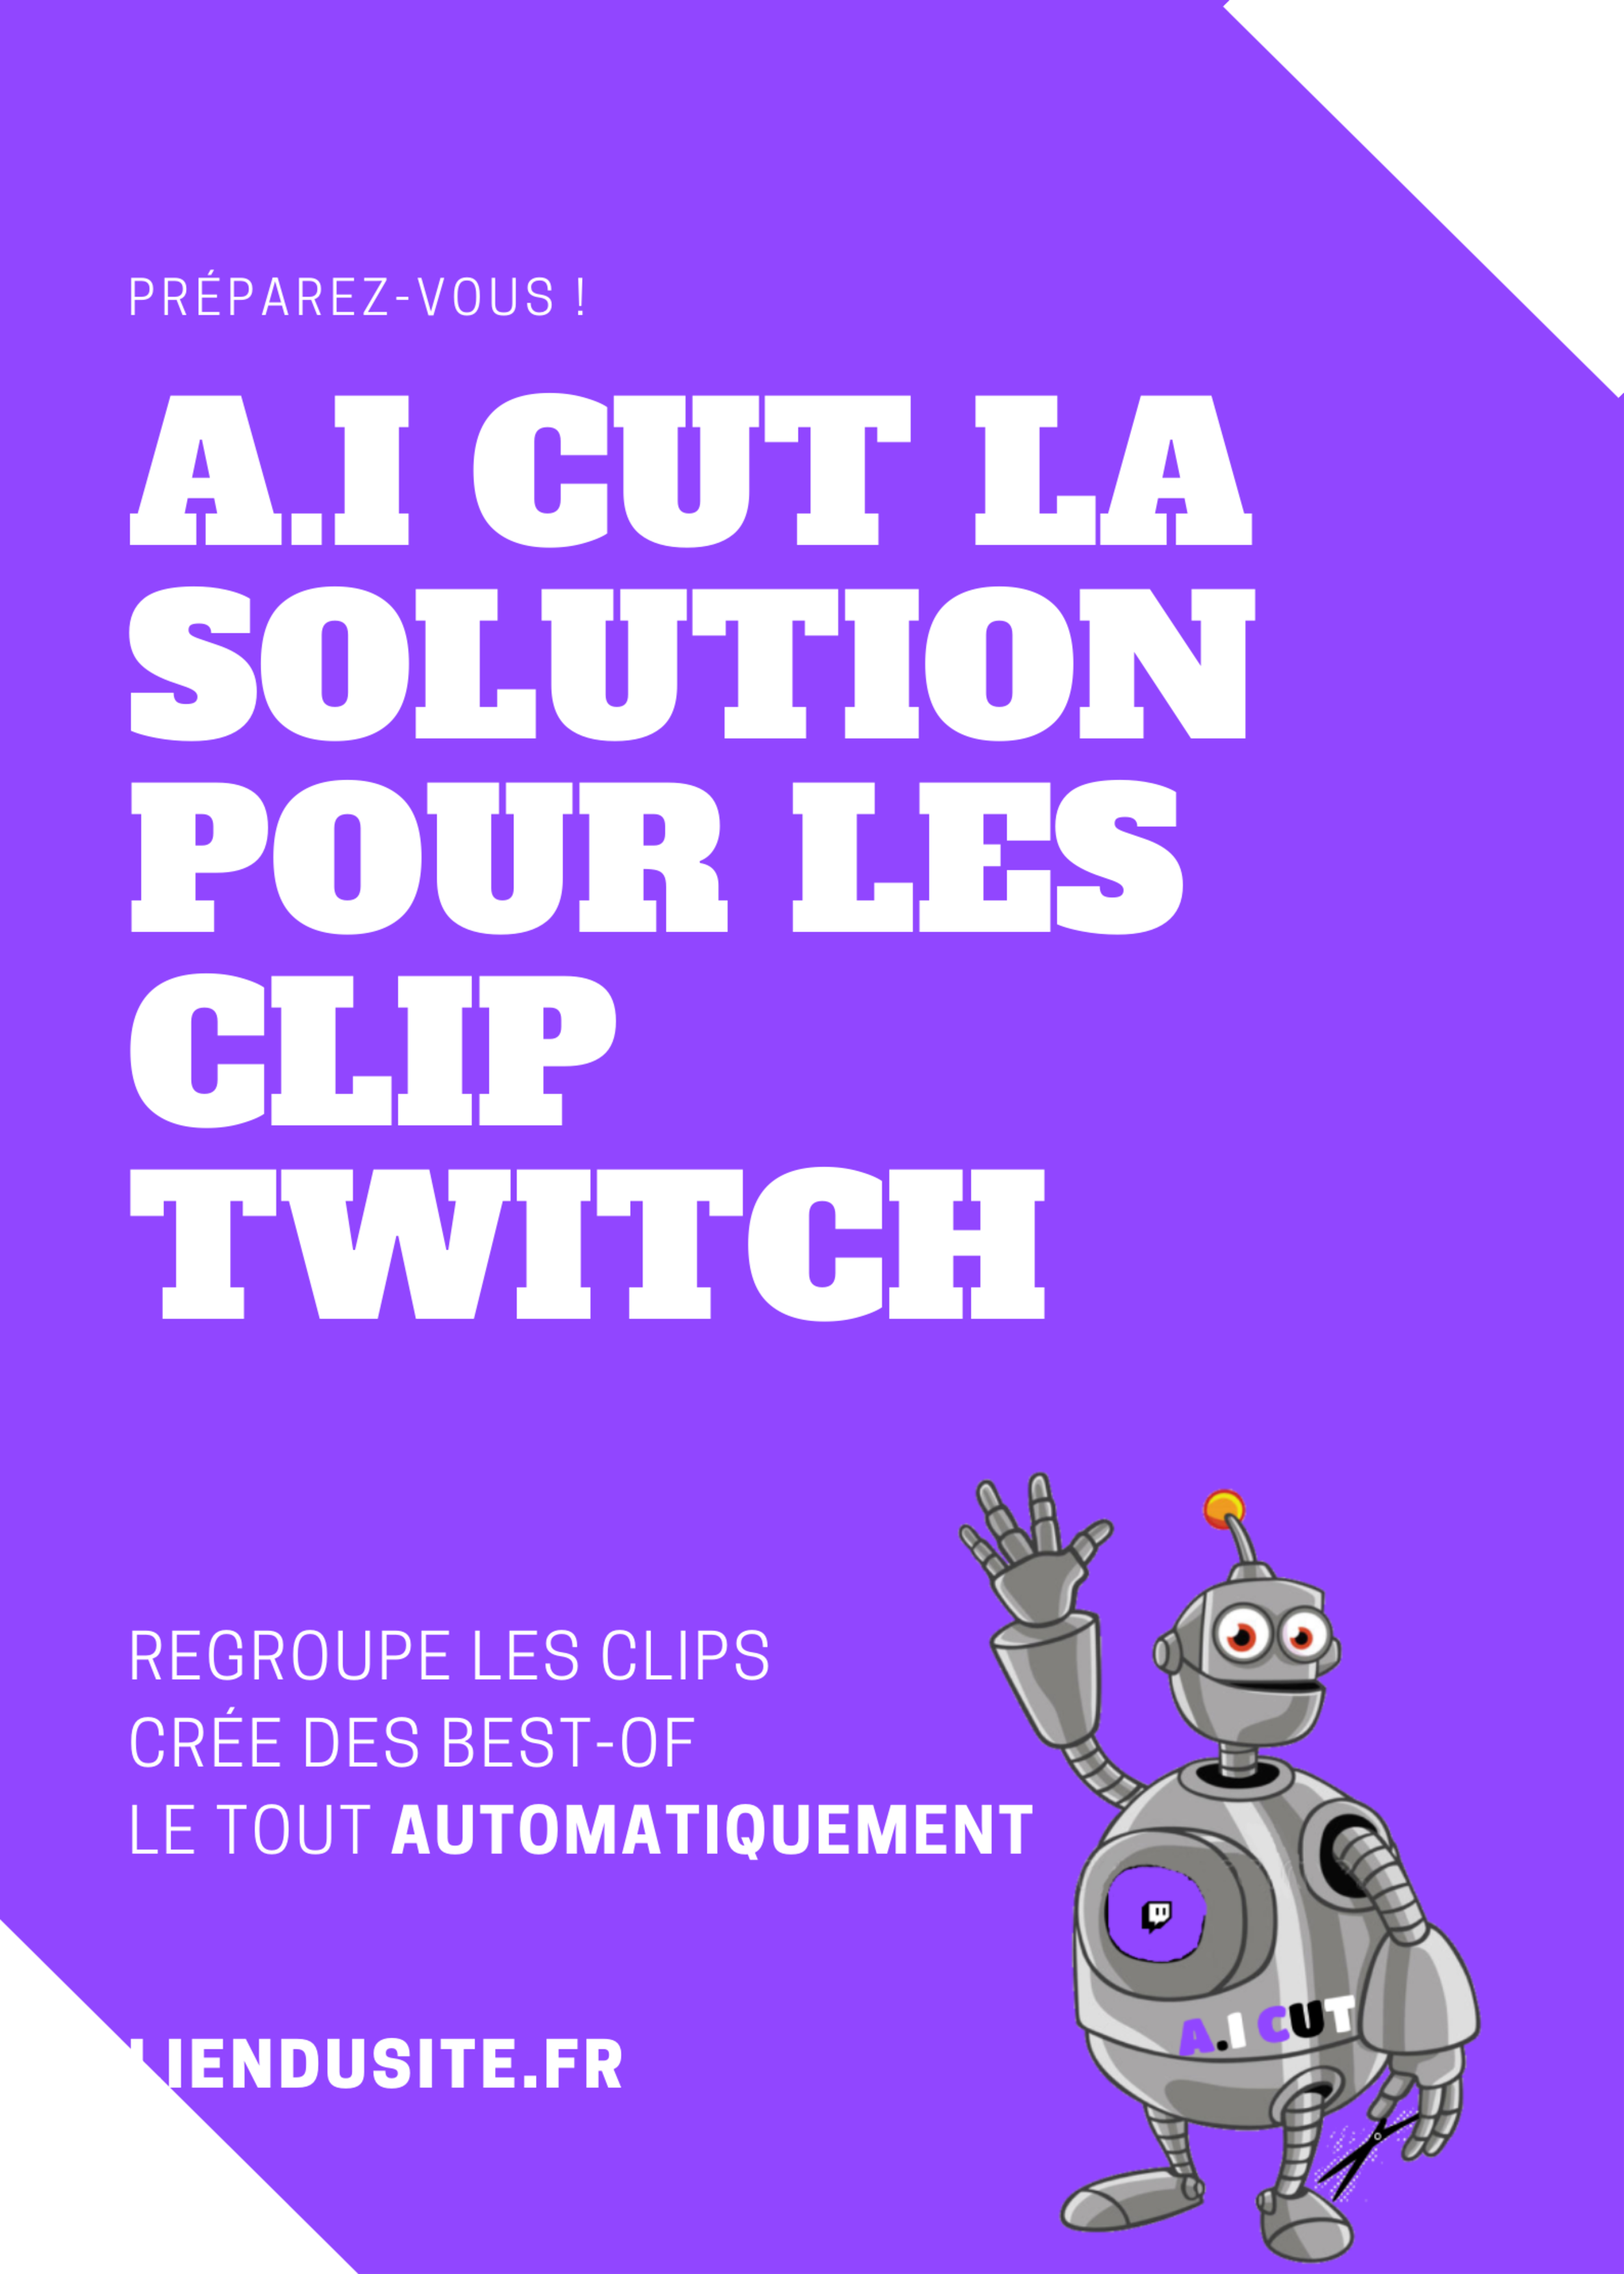 PRÉPAREZ-VOUS !
A.I CUT LA
SOLUTION
POUR LES
CLIP
TWITCH
REGROUPE LES CLIPS
CRÉE DES BEST-OF
LE TOUT AUTOMATIQUEMENT
A.I CUT
LIENDUSITE.FR